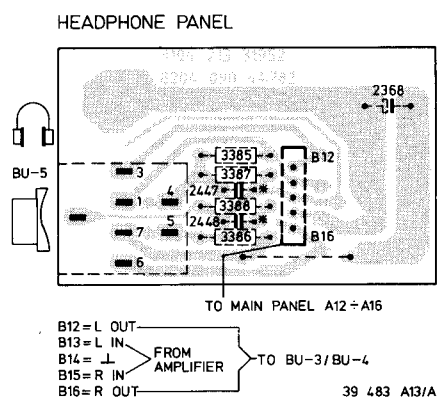 HEADPHONE PANEL
2368
3385
B12
3387
BU-5
3
2447
*
1
4
3388
2448
*
7
5
3386
B16
6
TO MAIN PANEL A12÷A16
B12= L OUT
B13= L IN
B14= ⊥
B15= R IN
B16= R OUT
FROM
AMPLIFIER
TO BU-3/BU-4
39 483 A13/A